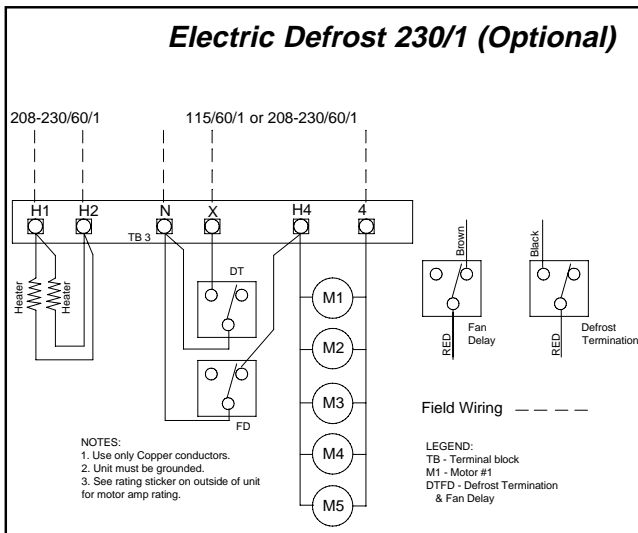 Electric Defrost 230/1 (Optional)
208-230/60/1
115/60/1 or 208-230/60/1
H1
H2
N
X
H4
4
TB 3
Heater
Heater
DT
FD
M1
M2
M3
M4
M5
Brown
RED
Fan
Delay
Black
RED
Defrost
Termination
Field Wiring
NOTES:
1. Use only Copper conductors.
2. Unit must be grounded.
3. See rating sticker on outside of unit
for motor amp rating.
LEGEND:
TB - Terminal block
M1 - Motor #1
DTFD - Defrost Termination
& Fan Delay